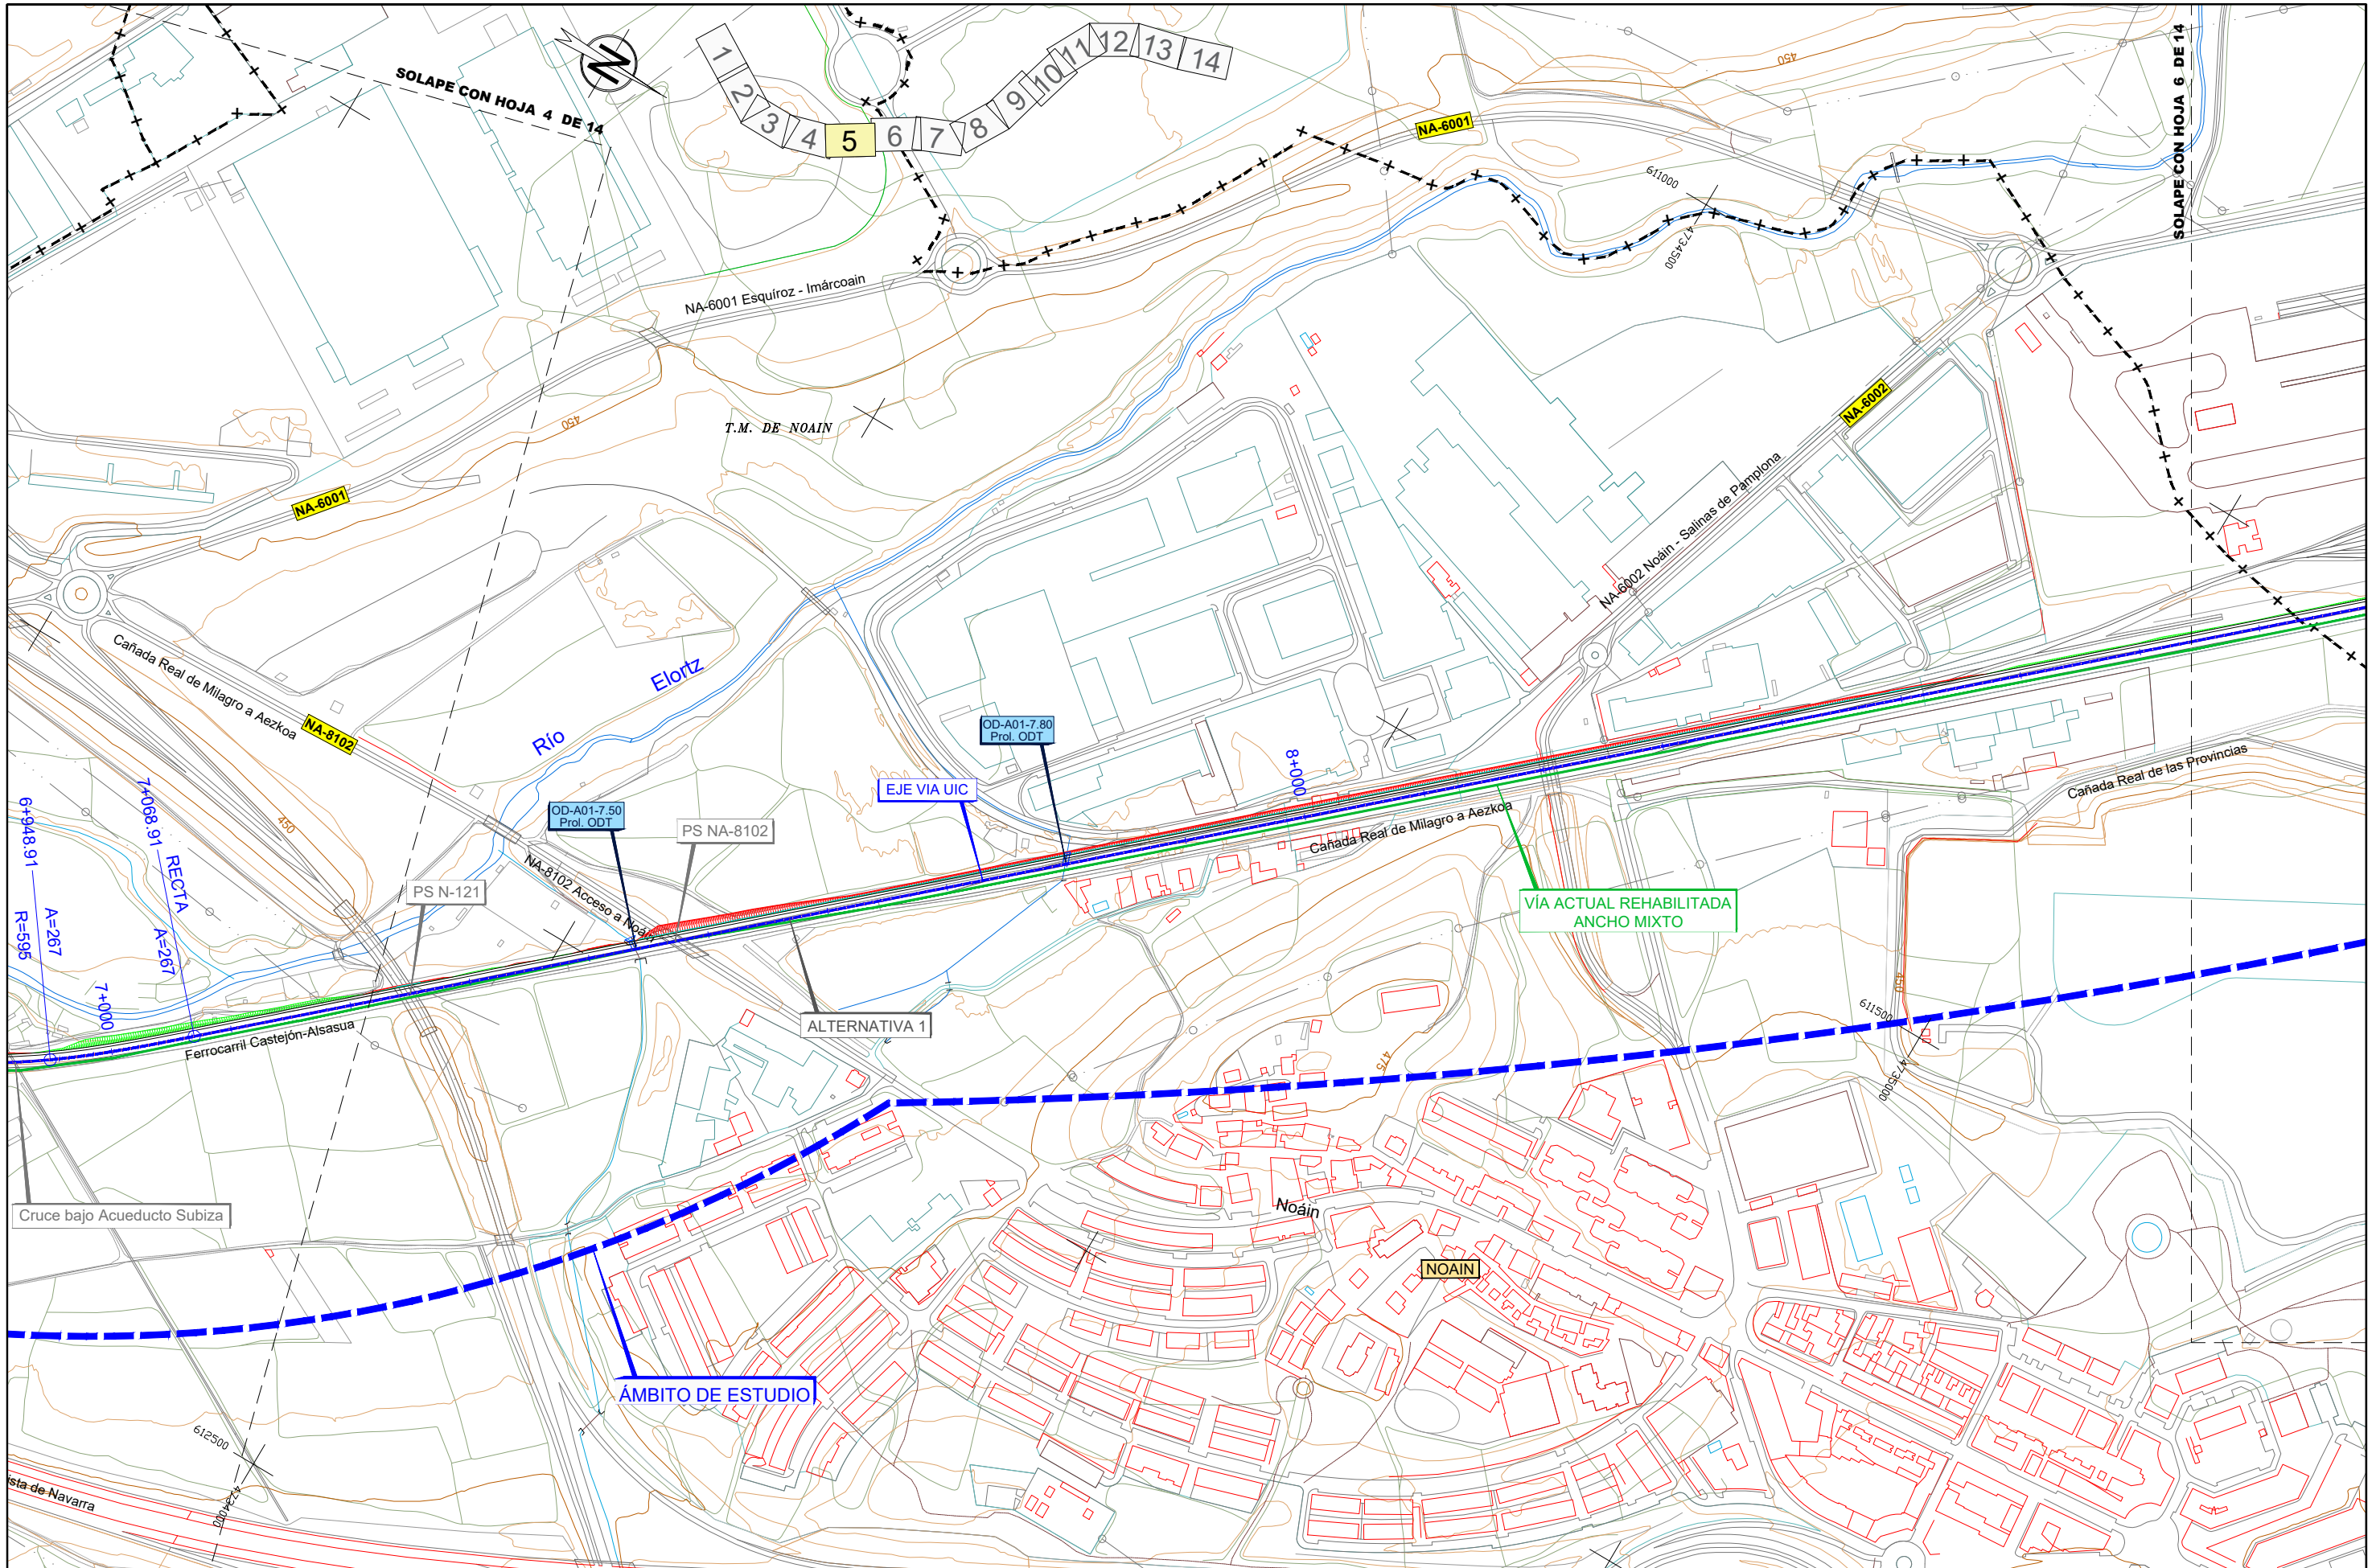 SOLAPE CON HOJA 4 DE 14
N
1
2
3
4
5
6
7
8
9
10
11
12
13
14
450
NA-6001
SOLAPE CON HOJA 6 DE 14
611000
4734500
NA-6001 Esquíroz - Imárcoain
450
T.M. DE NOAIN
NA-6002
NA-6001
NA-6002 Noáin - Salinas de Pamplona
Cañada Real de Milagro a Aezkoa
NA-8102
Río
Elortz
OD-A01-7.80
Prol. ODT
8+000
EJE VIA UIC
Cañada Real de las Provincias
OD-A01-7.50
Prol. ODT
PS NA-8102
450
Cañada Real de Milagro a Aezkoa
6+948.91
R=595
A=267
7+068.91
RECTA
A=267
7+000
NA-8102 Acceso a Noáin
PS N-121
VÍA ACTUAL REHABILITADA
ANCHO MIXTO
450
611500
4735000
ALTERNATIVA 1
Ferrocarril Castejón-Alsasua
475
Cruce bajo Acueducto Subiza
Noáin
NOAIN
ÁMBITO DE ESTUDIO
612500
4734000
ista de Navarra